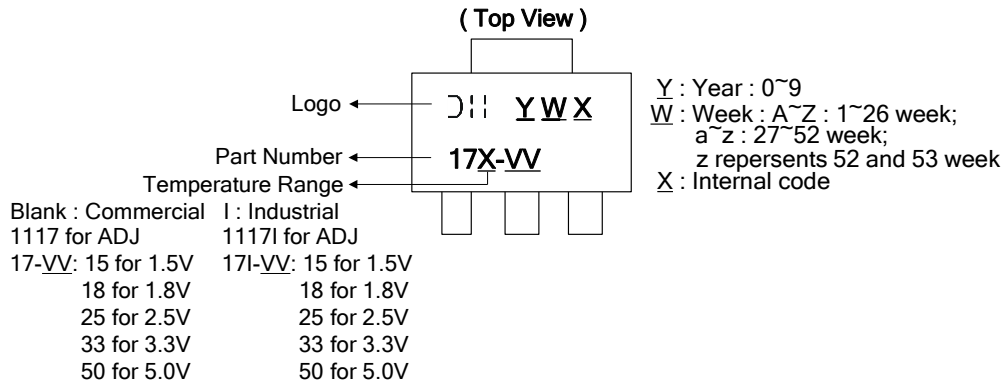 ( Top View )
Logo
Y W X
Y : Year : 0~9
W : Week : A~Z : 1~26 week;
a~z : 27~52 week;
z repersents 52 and 53 week
X : Internal code
Part Number
17X-VV
Temperature Range
Blank : Commercial I : Industrial
1117 for ADJ 1117I for ADJ
17-VV: 15 for 1.5V 17I-VV: 15 for 1.5V
18 for 1.8V 18 for 1.8V
25 for 2.5V 25 for 2.5V
33 for 3.3V 33 for 3.3V
50 for 5.0V 50 for 5.0V